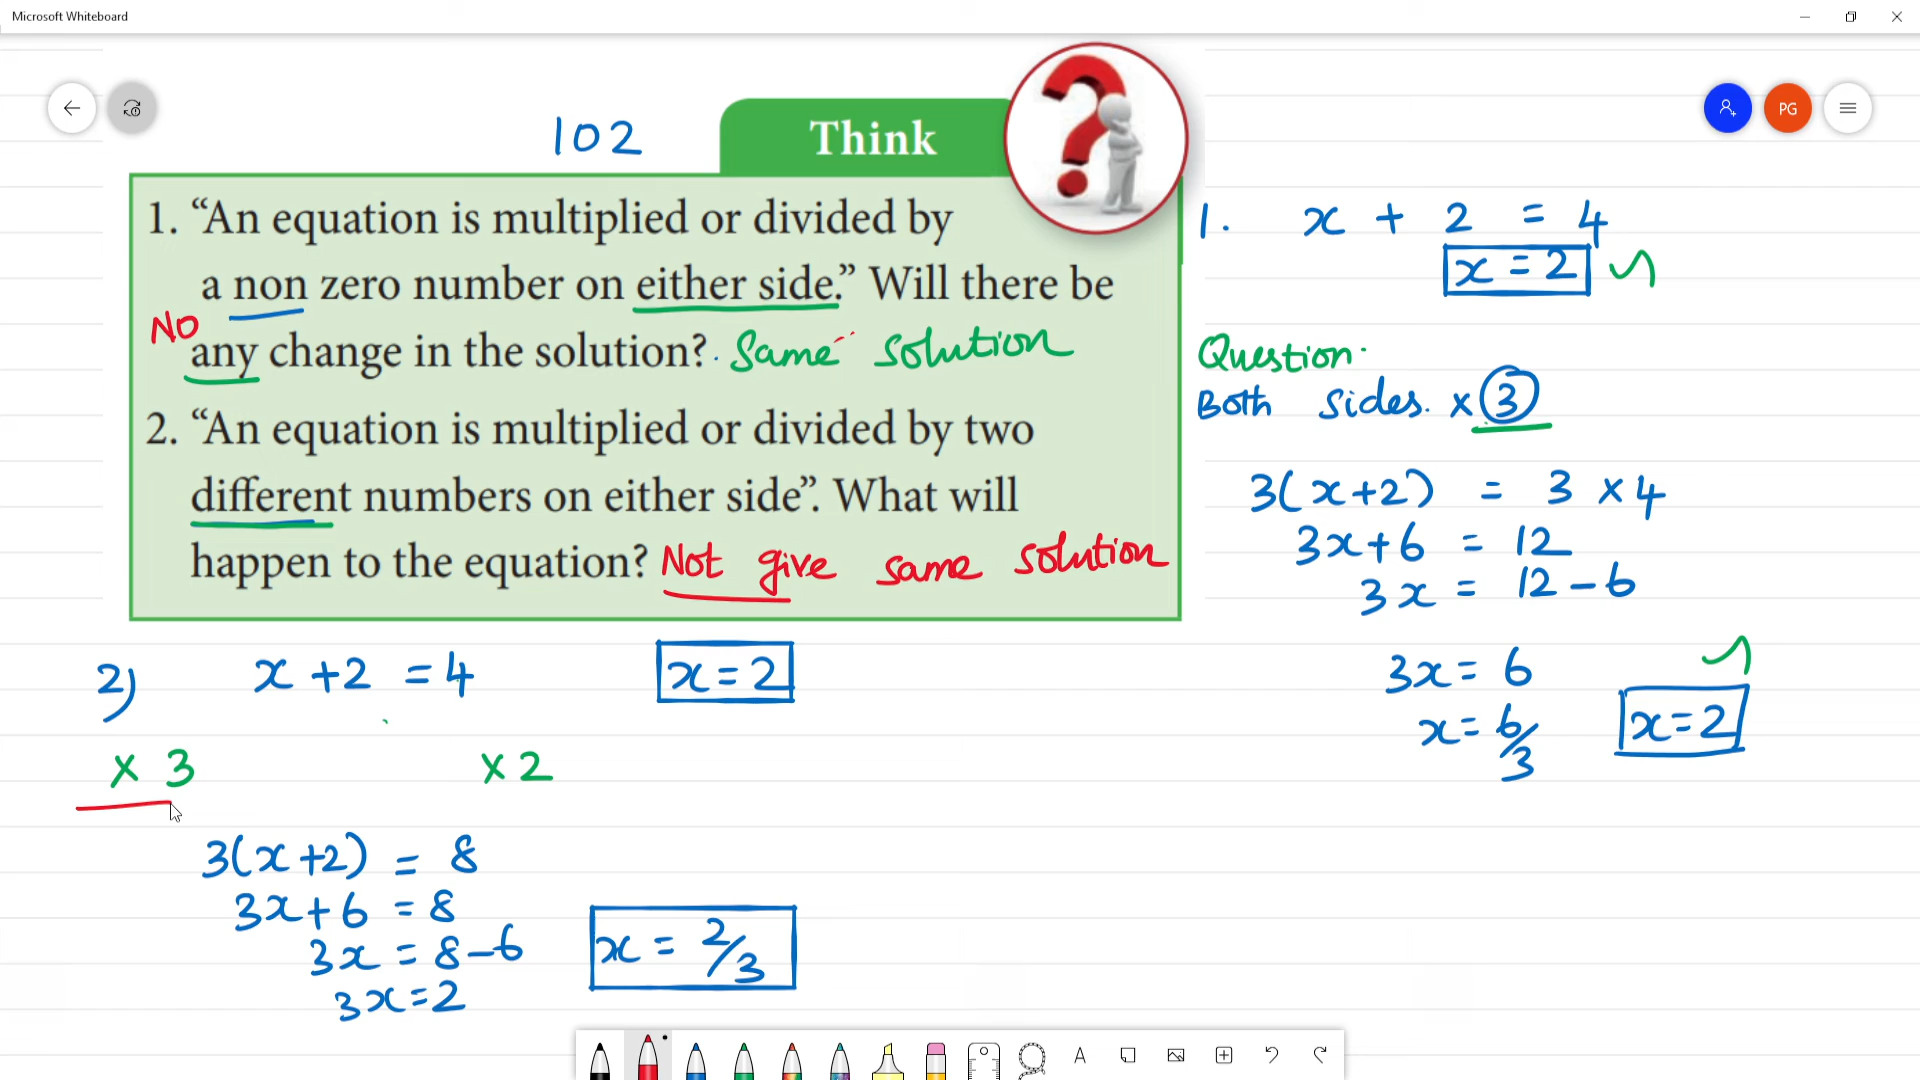 Microsoft Whiteboard
PG
102
Think
1. “An equation is multiplied or divided by
a non zero number on either side.” Will there be
NO
any change in the solution? Same solution
2. “An equation is multiplied or divided by two
different numbers on either side”. What will
happen to the equation? Not give same solution
1. x + 2 = 4
x = 2
Question.
Both sides. × 3
3(x+2) = 3 × 4
3x+6 = 12
3x = 12 - 6
3x = 6
x = 6/3
x = 2
2) x + 2 = 4
x = 2
× 3 × 2
3(x+2) = 8
3x+6 = 8
3x = 8-6
3x = 2
x = 2/3
A